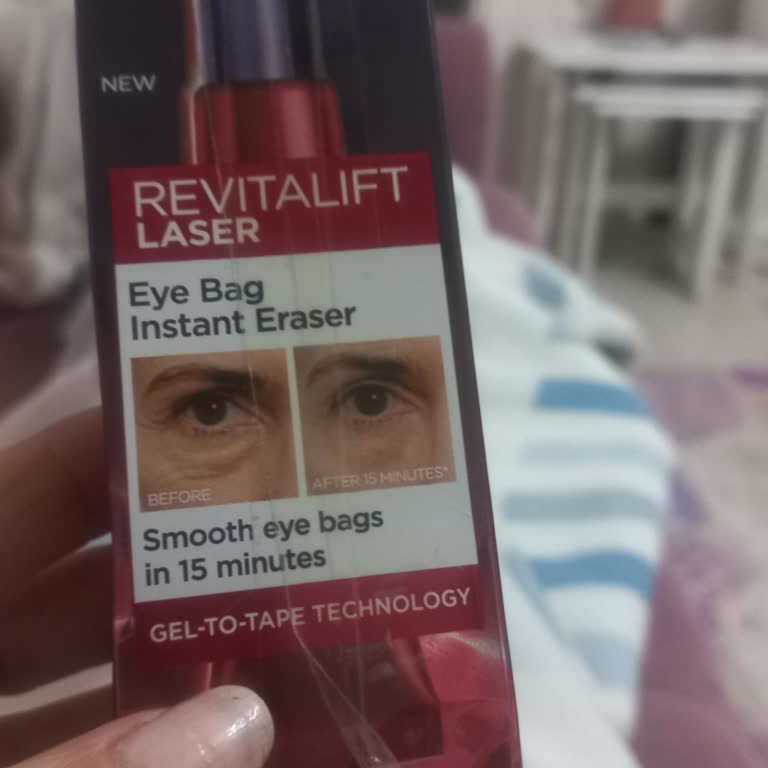 NEW
REVITALIFT
LASER
Eye Bag
Instant Eraser
BEFORE
AFTER 15 MINUTES*
Smooth eye bags
in 15 minutes
GEL-TO-TAPE TECHNOLOGY